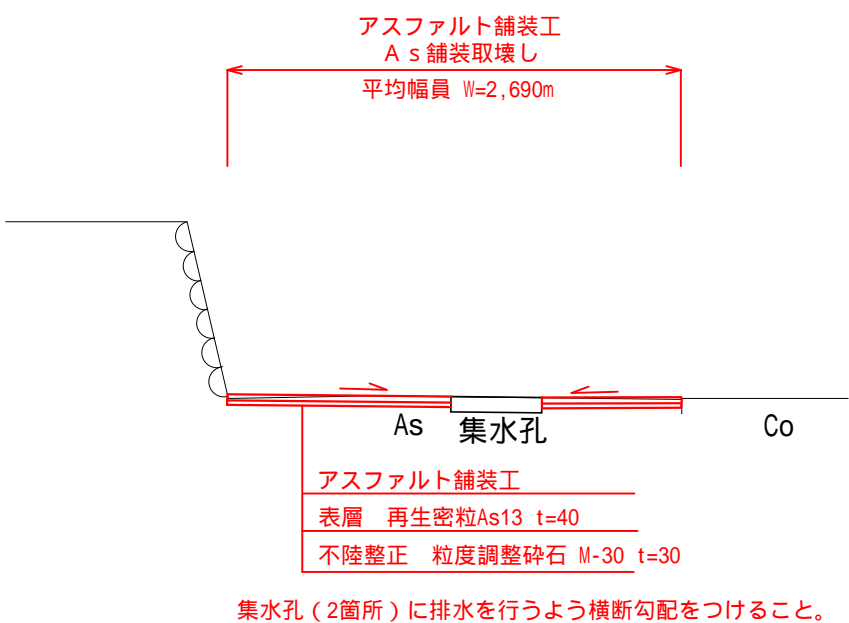 アスファルト舗装工
Ａｓ舗装取壊し
平均幅員 W=2,690m
As
集水孔
Co
アスファルト舗装工
表層　再生密粒As13 t=40
不陸整正　粒度調整砕石 M-30 t=30
集水孔（2箇所）に排水を行うよう横断勾配をつけること。